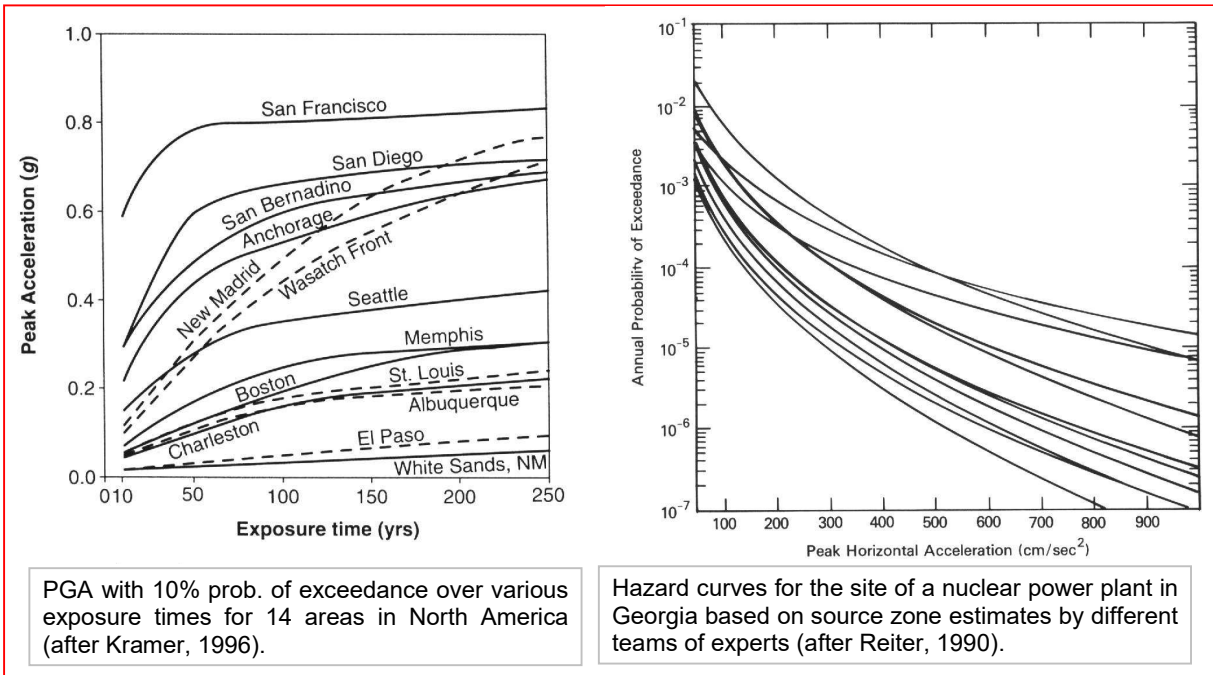 1.0
0.8
0.6
0.4
0.2
0.0
Peak Acceleration (g)
San Francisco
San Diego
San Bernadino
Anchorage
New Madrid
Wasatch Front
Seattle
Memphis
Boston
St. Louis
Charleston
Albuquerque
El Paso
White Sands, NM
0 10 50 100 150 200 250
Exposure time (yrs)
PGA with 10% prob. of exceedance over various
exposure times for 14 areas in North America
(after Kramer, 1996).
10⁻¹
10⁻²
10⁻³
10⁻⁴
10⁻⁵
10⁻⁶
10⁻⁷
Annual Probability of Exceedance
100 200 300 400 500 600 700 800 900
Peak Horizontal Acceleration (cm/sec²)
Hazard curves for the site of a nuclear power plant in
Georgia based on source zone estimates by different
teams of experts (after Reiter, 1990).